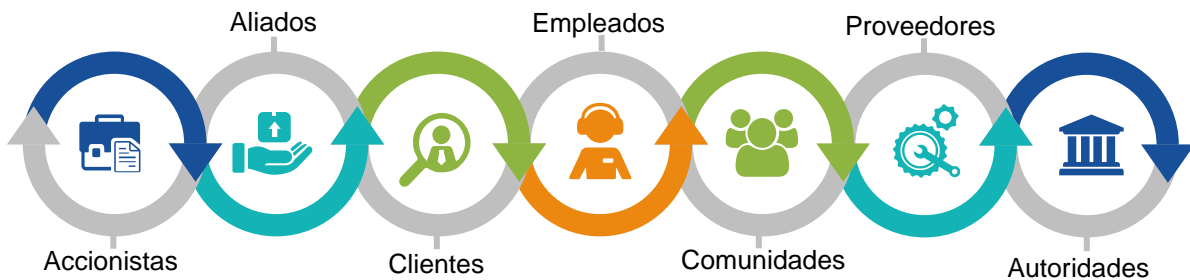 Aliados
Empleados
Proveedores
Accionistas
Clientes
Comunidades
Autoridades